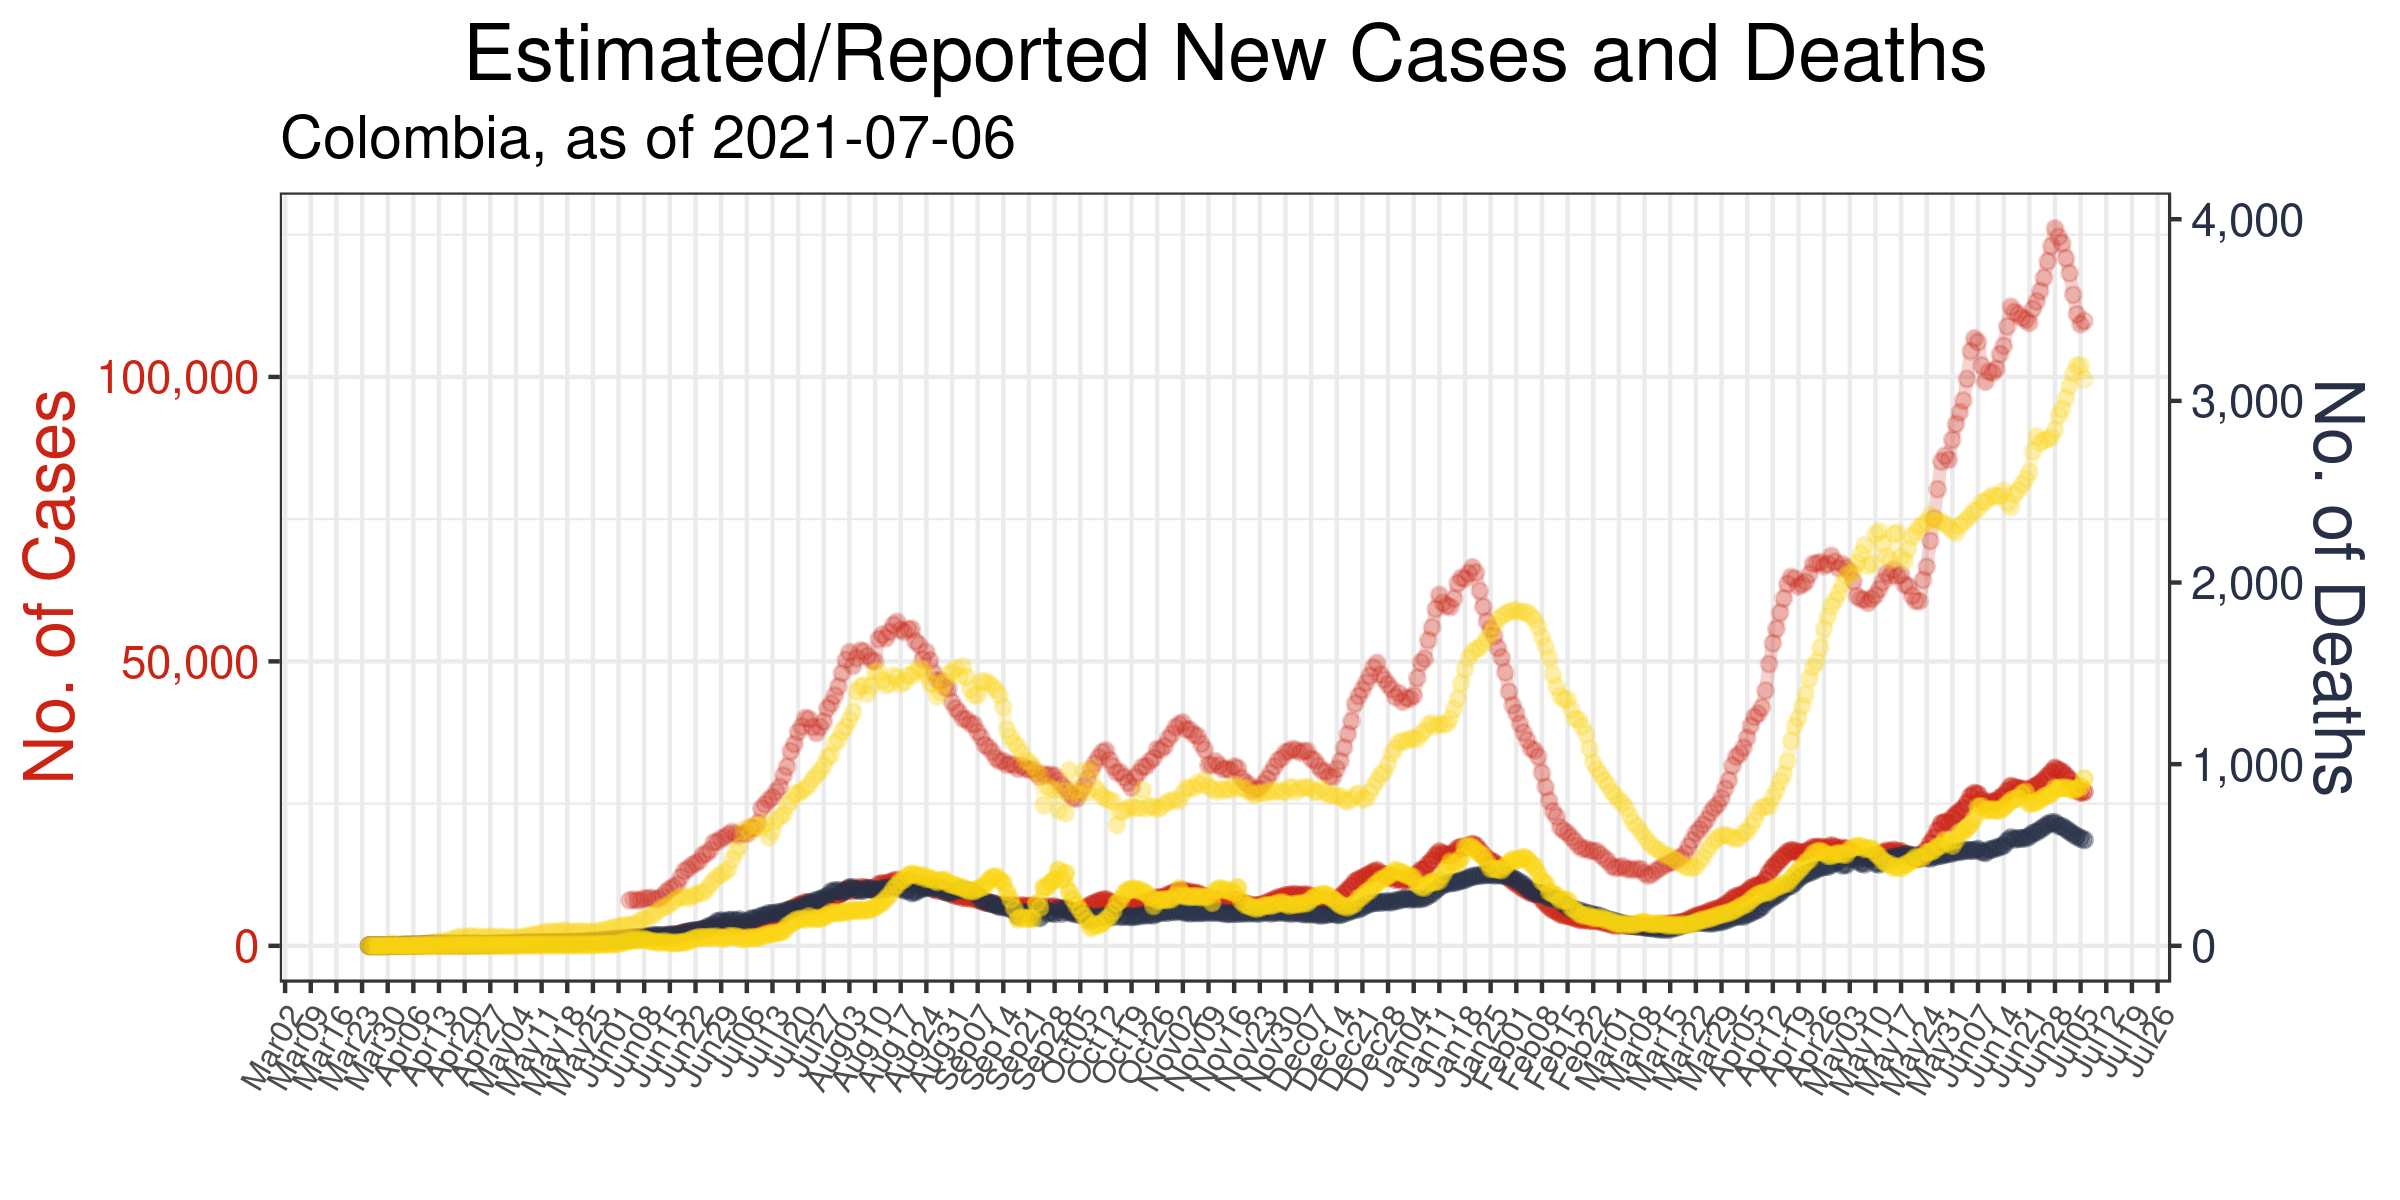 Estimated/Reported New Cases and Deaths
Colombia, as of 2021-07-06
No. of Cases
100,000
50,000
0
4,000
3,000
2,000
1,000
0
No. of Deaths
Mar02
Mar09
Mar16
Mar23
Mar30
Apr06
Apr13
Apr20
Apr27
May04
May11
May18
May25
Jun01
Jun08
Jun15
Jun22
Jun29
Jul06
Jul13
Jul20
Jul27
Aug03
Aug10
Aug17
Aug24
Aug31
Sep07
Sep14
Sep21
Sep28
Oct05
Oct12
Oct19
Oct26
Nov02
Nov09
Nov16
Nov23
Nov30
Dec07
Dec14
Dec21
Dec28
Jan04
Jan11
Jan18
Jan25
Feb01
Feb08
Feb15
Feb22
Mar01
Mar08
Mar15
Mar22
Mar29
Apr05
Apr12
Apr19
Apr26
May03
May10
May17
May24
May31
Jun07
Jun14
Jun21
Jun28
Jul05
Jul12
Jul19
Jul26